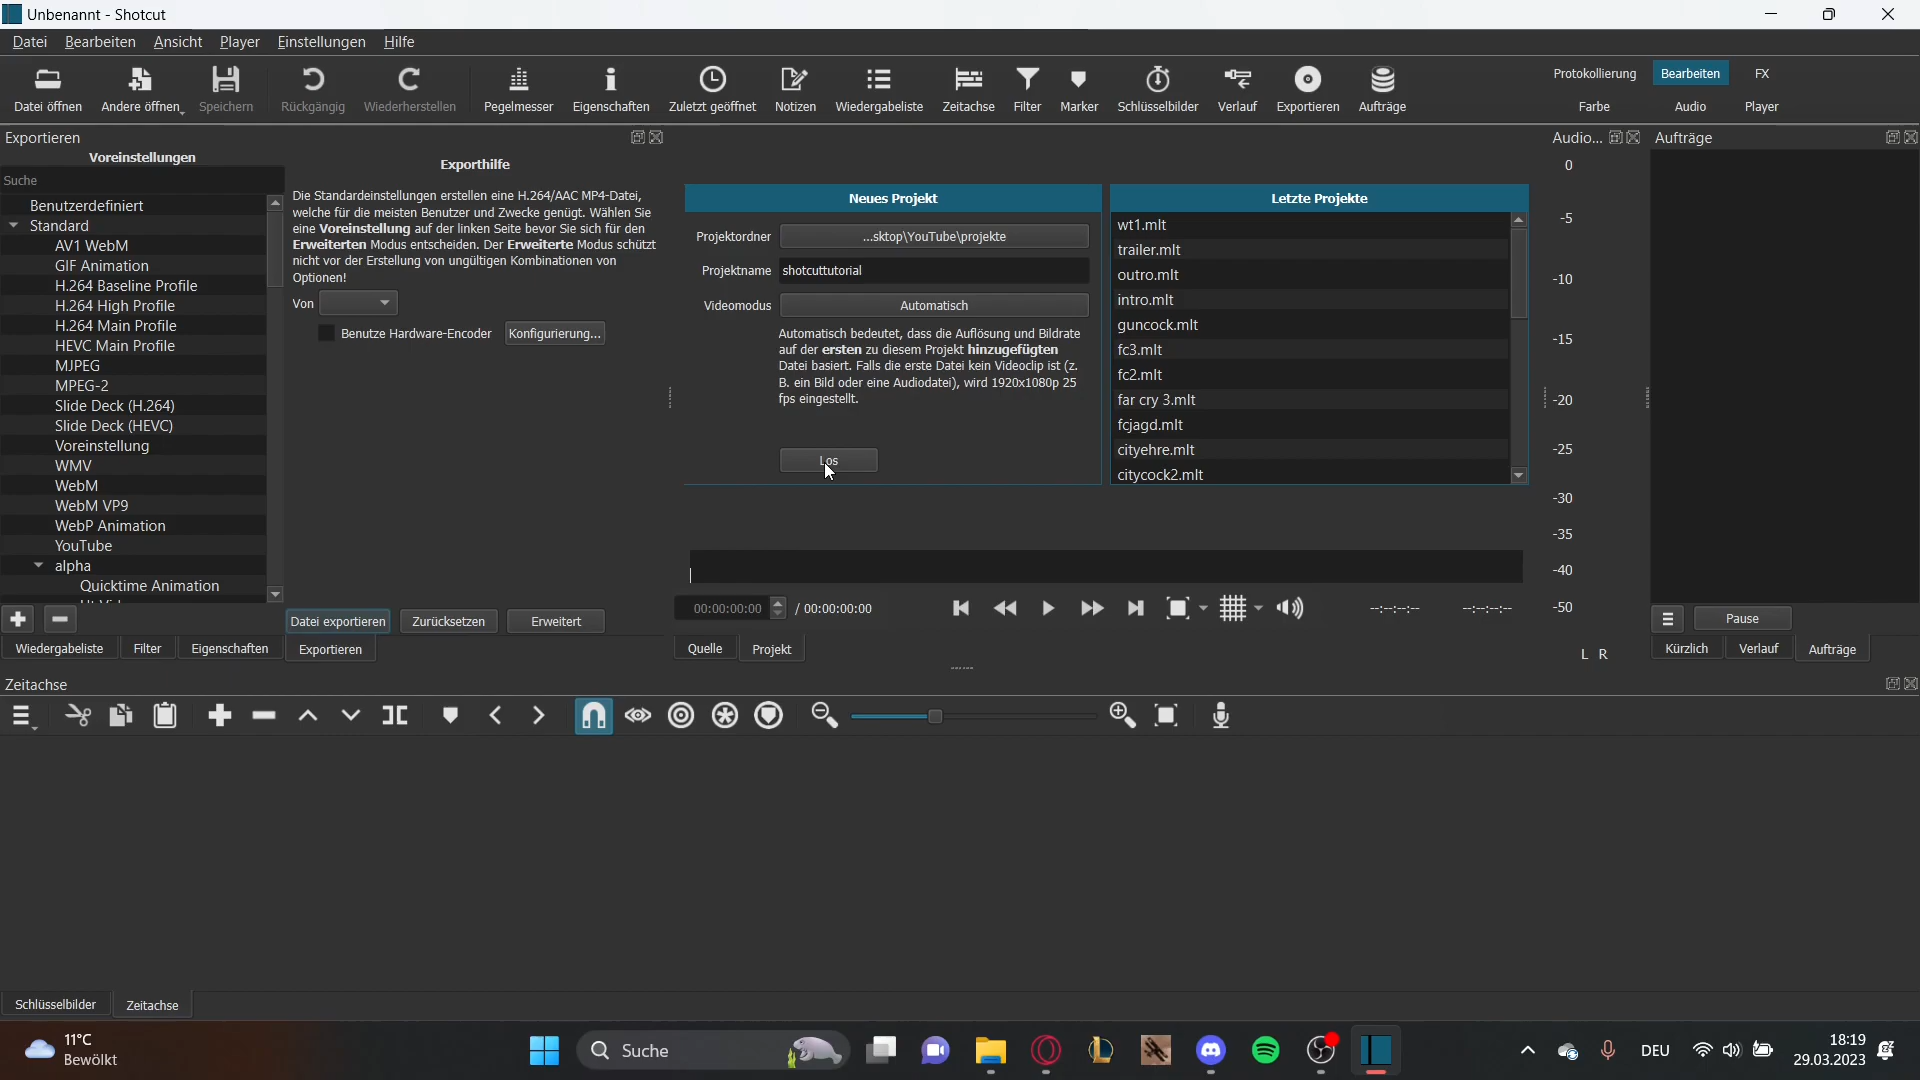 Unbenannt - Shotcut
Datei Bearbeiten Ansicht Player Einstellungen Hilfe
Datei öffnen Andere öffnen Speichern Rückgängig Wiederherstellen Pegelmesser Eigenschaften Zuletzt geöffnet Notizen Wiedergabeliste Zeitachse Filter Marker Schlüsselbilder Verlauf Exportieren Aufträge
Protokollierung Bearbeiten FX
Farbe Audio Player
Exportieren
Voreinstellungen
Suche
Benutzerdefiniert
Standard
AV1 WebM
GIF Animation
H.264 Baseline Profile
H.264 High Profile
H.264 Main Profile
HEVC Main Profile
MJPEG
MPEG-2
Slide Deck (H.264)
Slide Deck (HEVC)
Voreinstellung
WMV
WebM
WebM VP9
WebP Animation
YouTube
alpha
Quicktime Animation
Exporthilfe
Die Standardeinstellungen erstellen eine H.264/AAC MP4-Datei,
welche für die meisten Benutzer und Zwecke genügt. Wählen Sie
eine Voreinstellung auf der linken Seite bevor Sie sich für den
Erweiterten Modus entscheiden. Der Erweiterte Modus schützt
nicht vor der Erstellung von ungültigen Kombinationen von
Optionen!
Von
Benutze Hardware-Encoder Konfigurierung...
Datei exportieren Zurücksetzen Erweitert
Wiedergabeliste Filter Eigenschaften Exportieren
Neues Projekt
Projektordner ...sktop\YouTube\projekte
Projektname shotcuttutorial
Videomodus Automatisch
Automatisch bedeutet, dass die Auflösung und Bildrate
auf der ersten zu diesem Projekt hinzugefügten
Datei basiert. Falls die erste Datei kein Videoclip ist (z.
B. ein Bild oder eine Audiodatei), wird 1920x1080p 25
fps eingestellt.
Los
Letzte Projekte
wt1.mlt
trailer.mlt
outro.mlt
intro.mlt
guncock.mlt
fc3.mlt
fc2.mlt
far cry 3.mlt
fcjagd.mlt
cityehre.mlt
citycock2.mlt
00:00:00:00 / 00:00:00:00 --:--:--:-- --:--:--:--
Quelle Projekt
Audio...
0
-5
-10
-15
-20
-25
-30
-35
-40
-50
L R
Aufträge
Pause
Kürzlich Verlauf Aufträge
Zeitachse
Schlüsselbilder Zeitachse
11°C
Bewölkt
Suche
DEU
18:19
29.03.2023